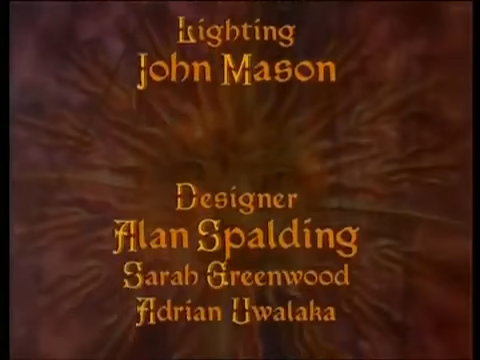 Lighting
John Mason
Designer
Alan Spalding
Sarah Greenwood
Adrian Uwalaka